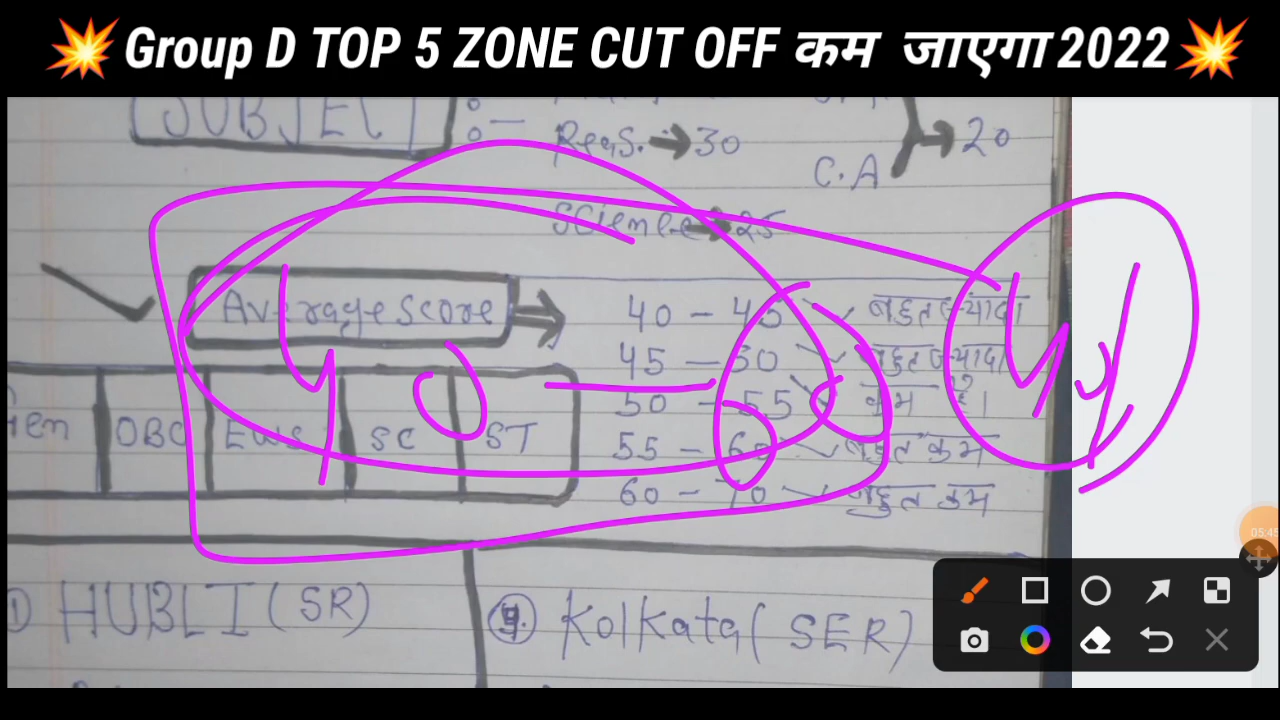 Group D TOP 5 ZONE CUT OFF कम जाएगा 2022
SUBJECT :-
Reas. → 30
C.A → 20
Science → 25
Average Score →
40 - 45 बहुत ज्यादा
45 - 50 बहुत ज्यादा है
50 - 55 कम है।
55 - 60 बहुत कम
60 - 70 बहुत कम
OBC EWS SC ST
40
① HUBLI (SR)
④ Kolkata (SER)
05:45